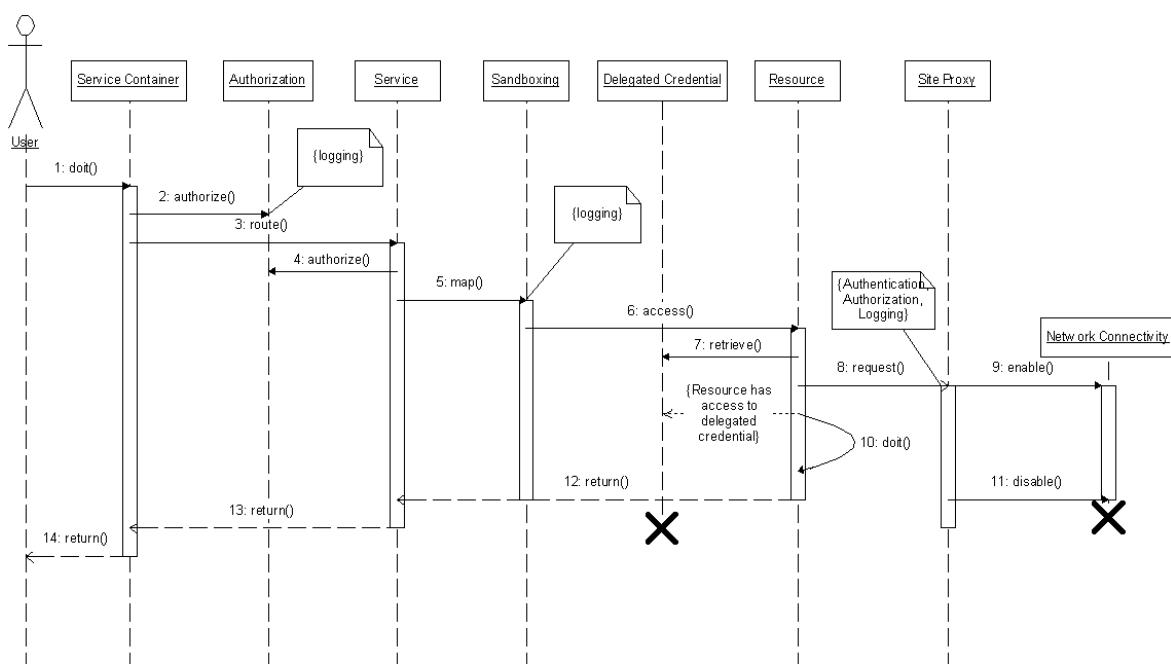 Service Container
Authorization
Service
Sandboxing
Delegated Credential
Resource
Site Proxy
User
{logging}
1: doit()
2: authorize()
{logging}
3: route()
4: authorize()
5: map()
{Authentication,
Authorization,
Logging}
6: access()
Network Connectivity
7: retrieve()
8: request()
9: enable()
{Resource has
access to
delegated
credential}
10: doit()
12: return()
11: disable()
13: return()
14: return()